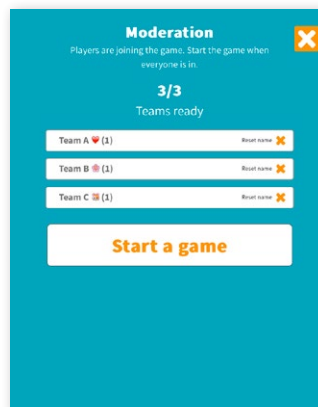 Moderation
Players are joining the game. Start the game when
everyone is in.
3/3
Teams ready
Team A ❤️ (1) Reset name
Team B 🌸 (1) Reset name
Team C (1) Reset name
Start a game